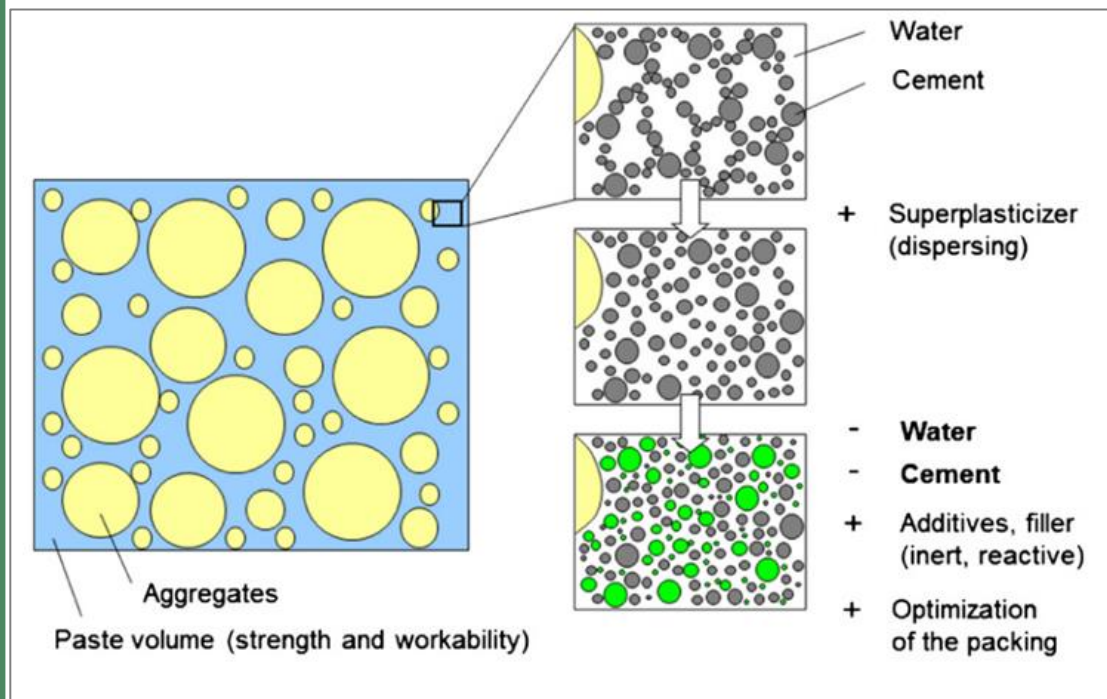 Water
Cement
+ Superplasticizer
(dispersing)
- Water
- Cement
+ Additives, filler
(inert, reactive)
+ Optimization
of the packing
Aggregates
Paste volume (strength and workability)